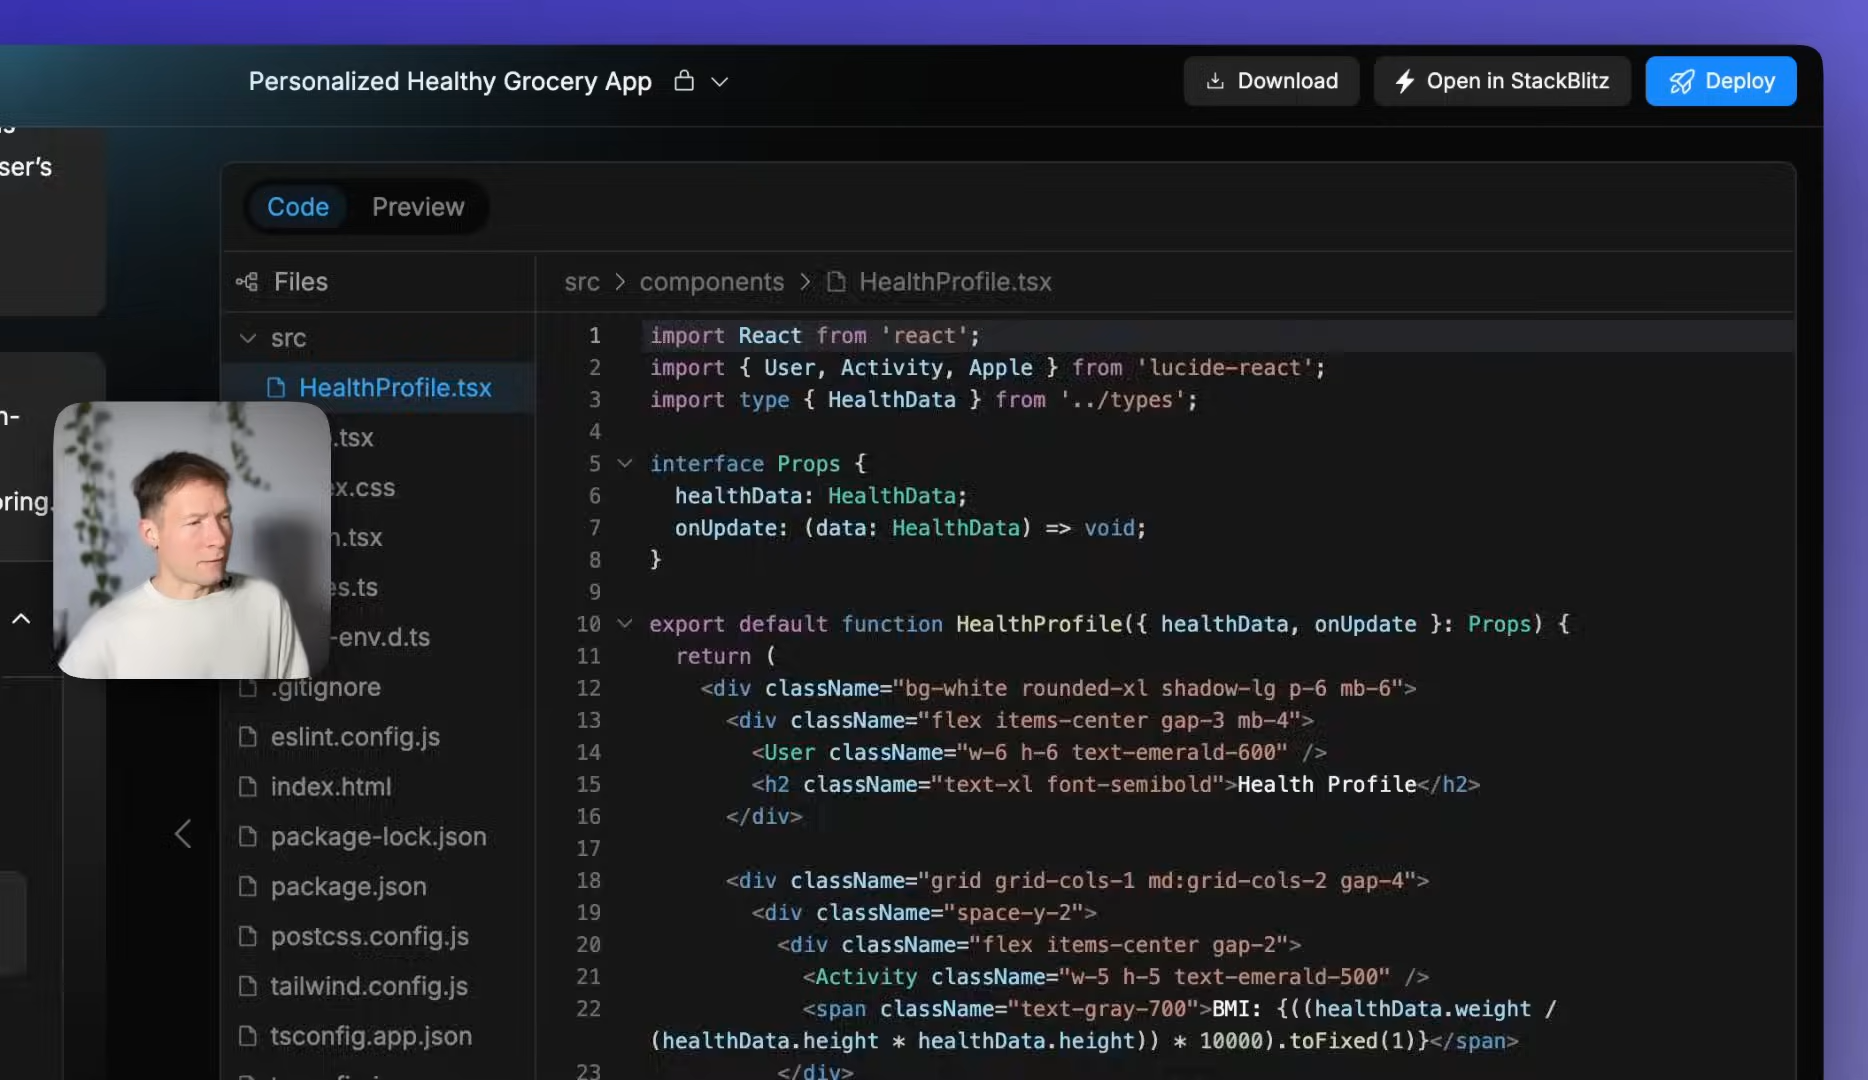 Personalized Healthy Grocery App
Download
Open in StackBlitz
Deploy
ser's
Code
Preview
Files
src > components > HealthProfile.tsx
src
HealthProfile.tsx
.tsx
x.css
.tsx
es.ts
-env.d.ts
.gitignore
eslint.config.js
index.html
package-lock.json
package.json
postcss.config.js
tailwind.config.js
tsconfig.app.json
oring.
1 import React from 'react';
2 import { User, Activity, Apple } from 'lucide-react';
3 import type { HealthData } from '../types';
4
5 interface Props {
6 healthData: HealthData;
7 onUpdate: (data: HealthData) => void;
8 }
9
10 export default function HealthProfile({ healthData, onUpdate }: Props) {
11 return (
12 <div className="bg-white rounded-xl shadow-lg p-6 mb-6">
13 <div className="flex items-center gap-3 mb-4">
14 <User className="w-6 h-6 text-emerald-600" />
15 <h2 className="text-xl font-semibold">Health Profile</h2>
16 </div>
17
18 <div className="grid grid-cols-1 md:grid-cols-2 gap-4">
19 <div className="space-y-2">
20 <div className="flex items-center gap-2">
21 <Activity className="w-5 h-5 text-emerald-500" />
22 <span className="text-gray-700">BMI: {((healthData.weight /
(healthData.height * healthData.height)) * 10000).toFixed(1)}</span>
23 </div>